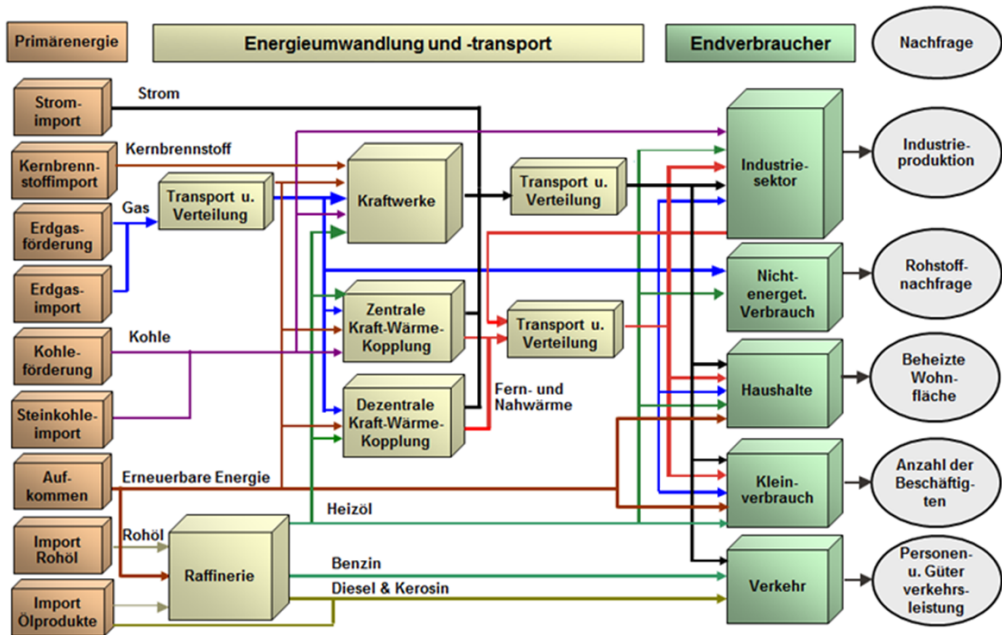 Primärenergie
Energieumwandlung und -transport
Endverbraucher
Nachfrage
Strom-
import
Kernbrenn-
stoffimport
Erdgas-
förderung
Erdgas-
import
Kohle-
förderung
Steinkohle-
import
Auf-
kommen
Import
Rohöl
Import
Ölprodukte
Strom
Kernbrennstoff
Gas
Kohle
Erneuerbare Energie
Rohöl
Transport u.
Verteilung
Kraftwerke
Zentrale
Kraft-Wärme-
Kopplung
Dezentrale
Kraft-Wärme-
Kopplung
Raffinerie
Heizöl
Benzin
Diesel & Kerosin
Transport u.
Verteilung
Transport u.
Verteilung
Fern- und
Nahwärme
Industrie-
sektor
Nicht-
energet.
Verbrauch
Haushalte
Klein-
verbrauch
Verkehr
Industrie-
produktion
Rohstoff-
nachfrage
Beheizte
Wohn-
fläche
Anzahl der
Beschäftig-
ten
Personen-
u. Güter
verkehrs-
leistung